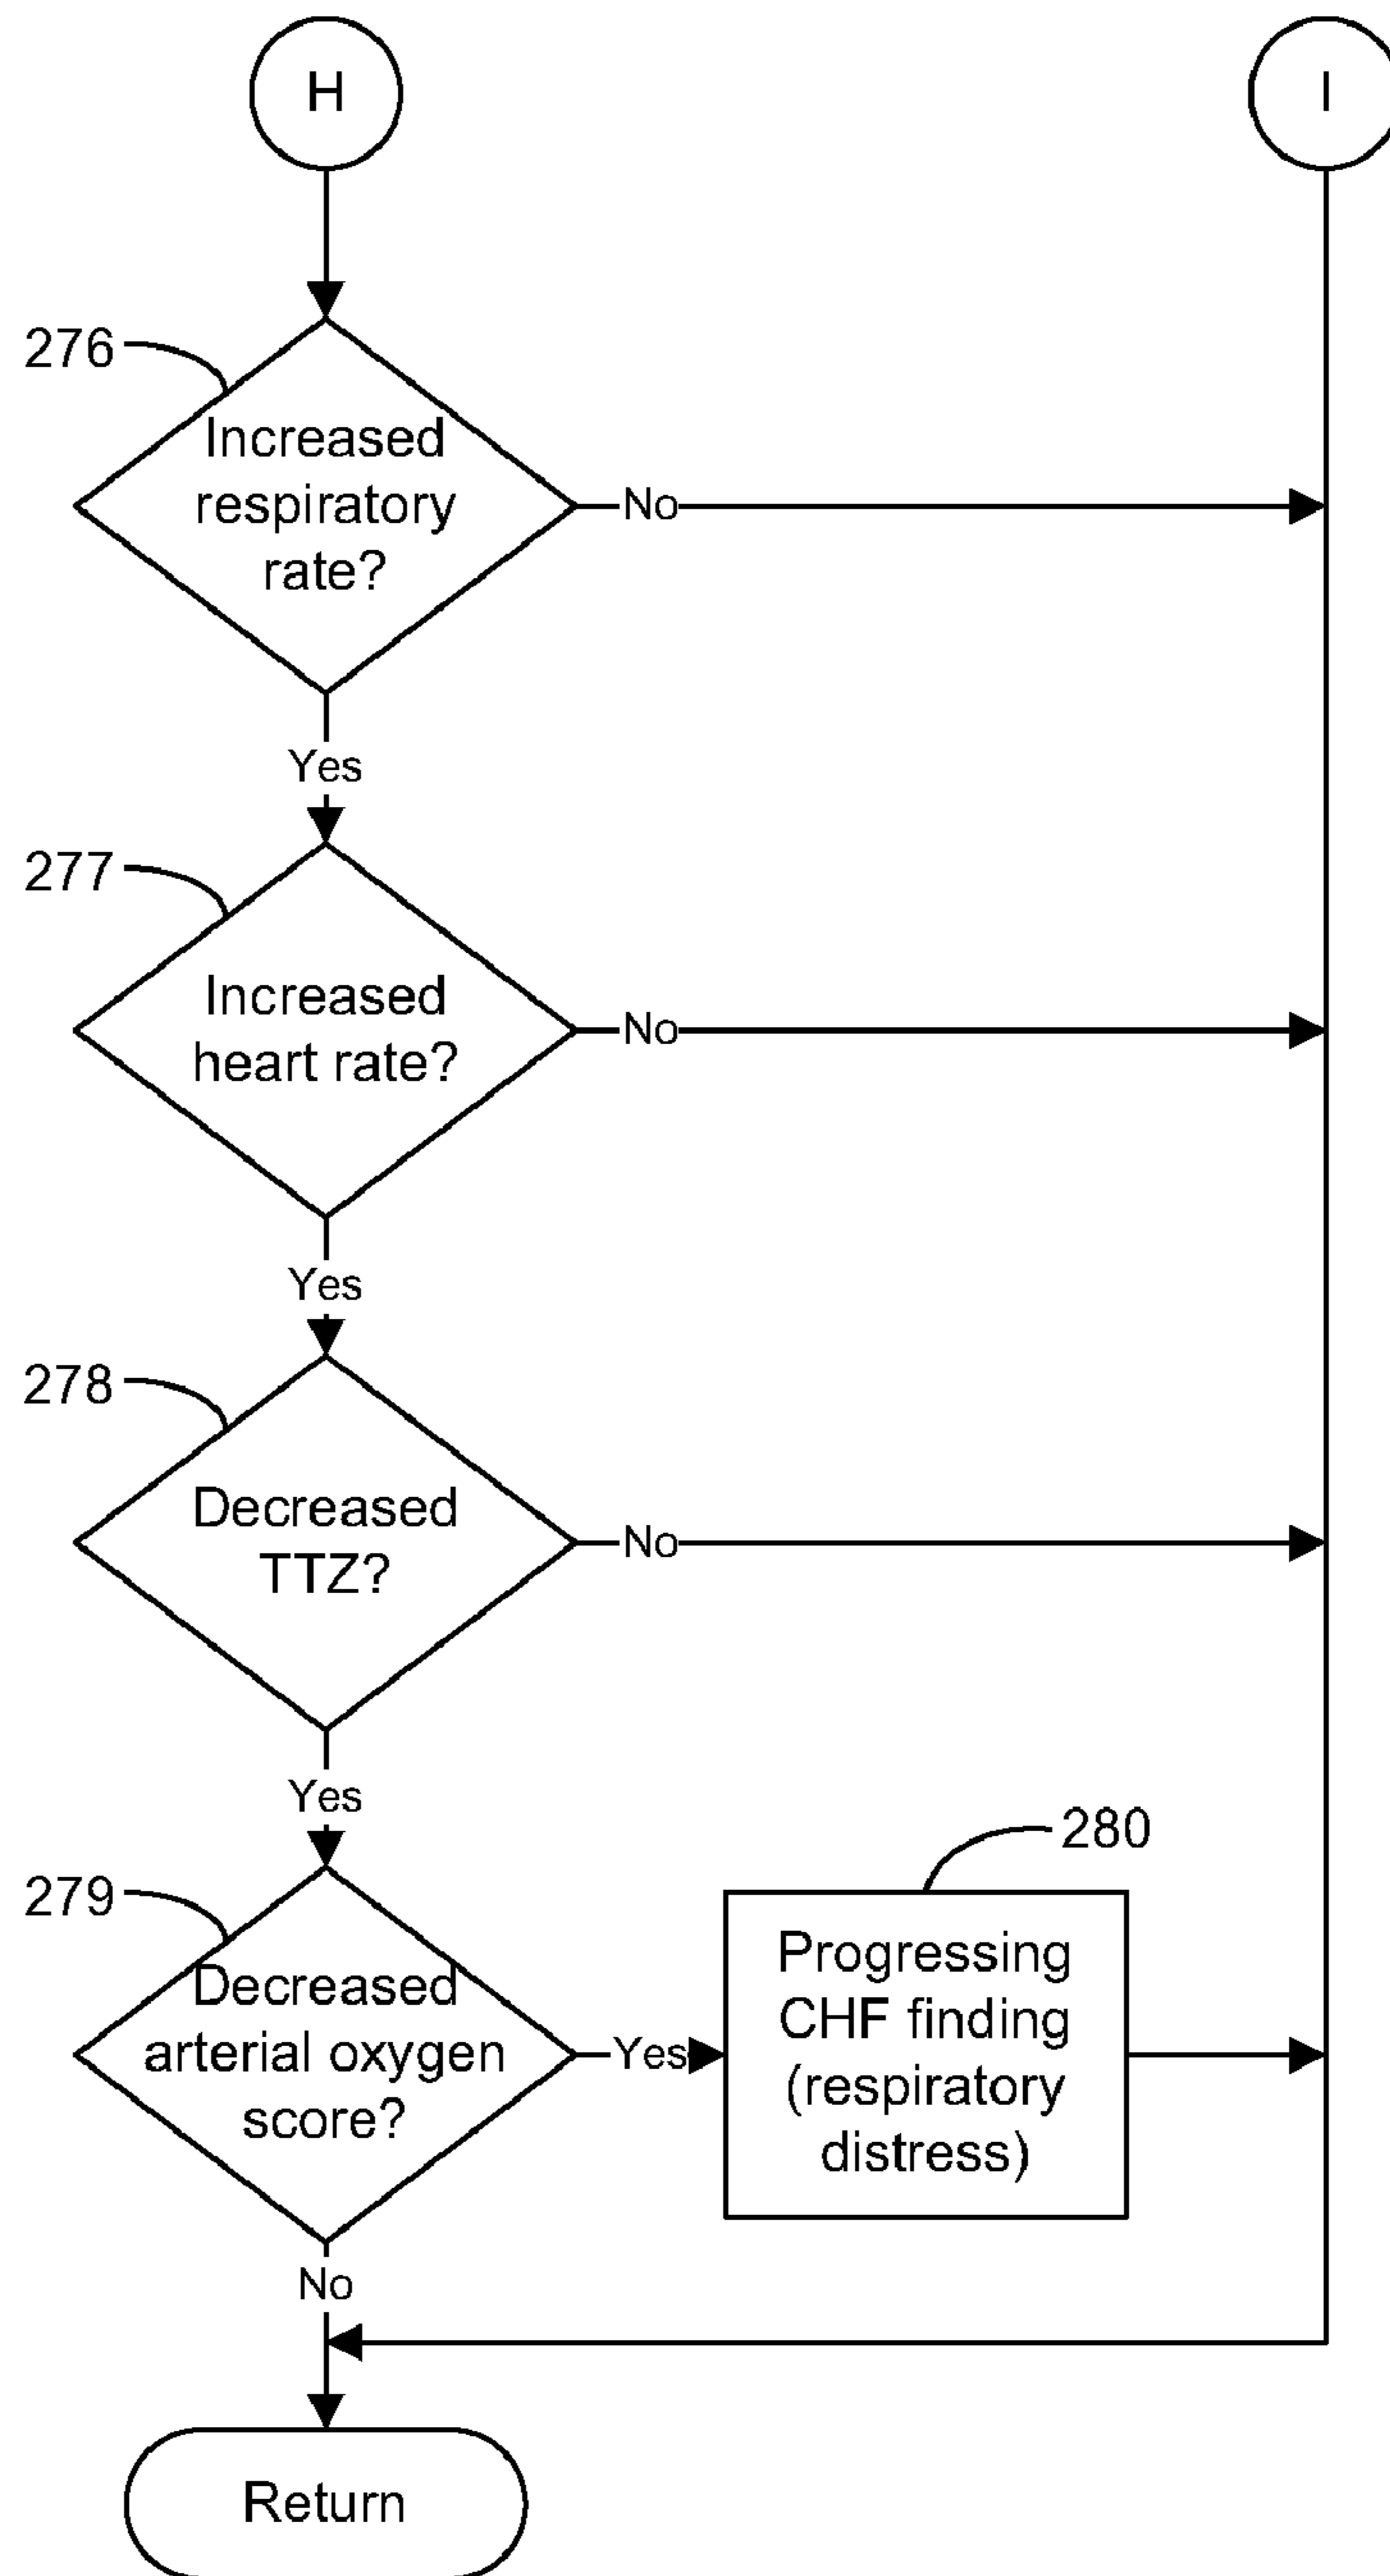 H
I
276
Increased
respiratory
rate?
No
Yes
277
Increased
heart rate?
No
Yes
278
Decreased
TTZ?
No
Yes
279
Decreased
arterial oxygen
score?
Yes
280
Progressing
CHF finding
(respiratory
distress)
No
Return